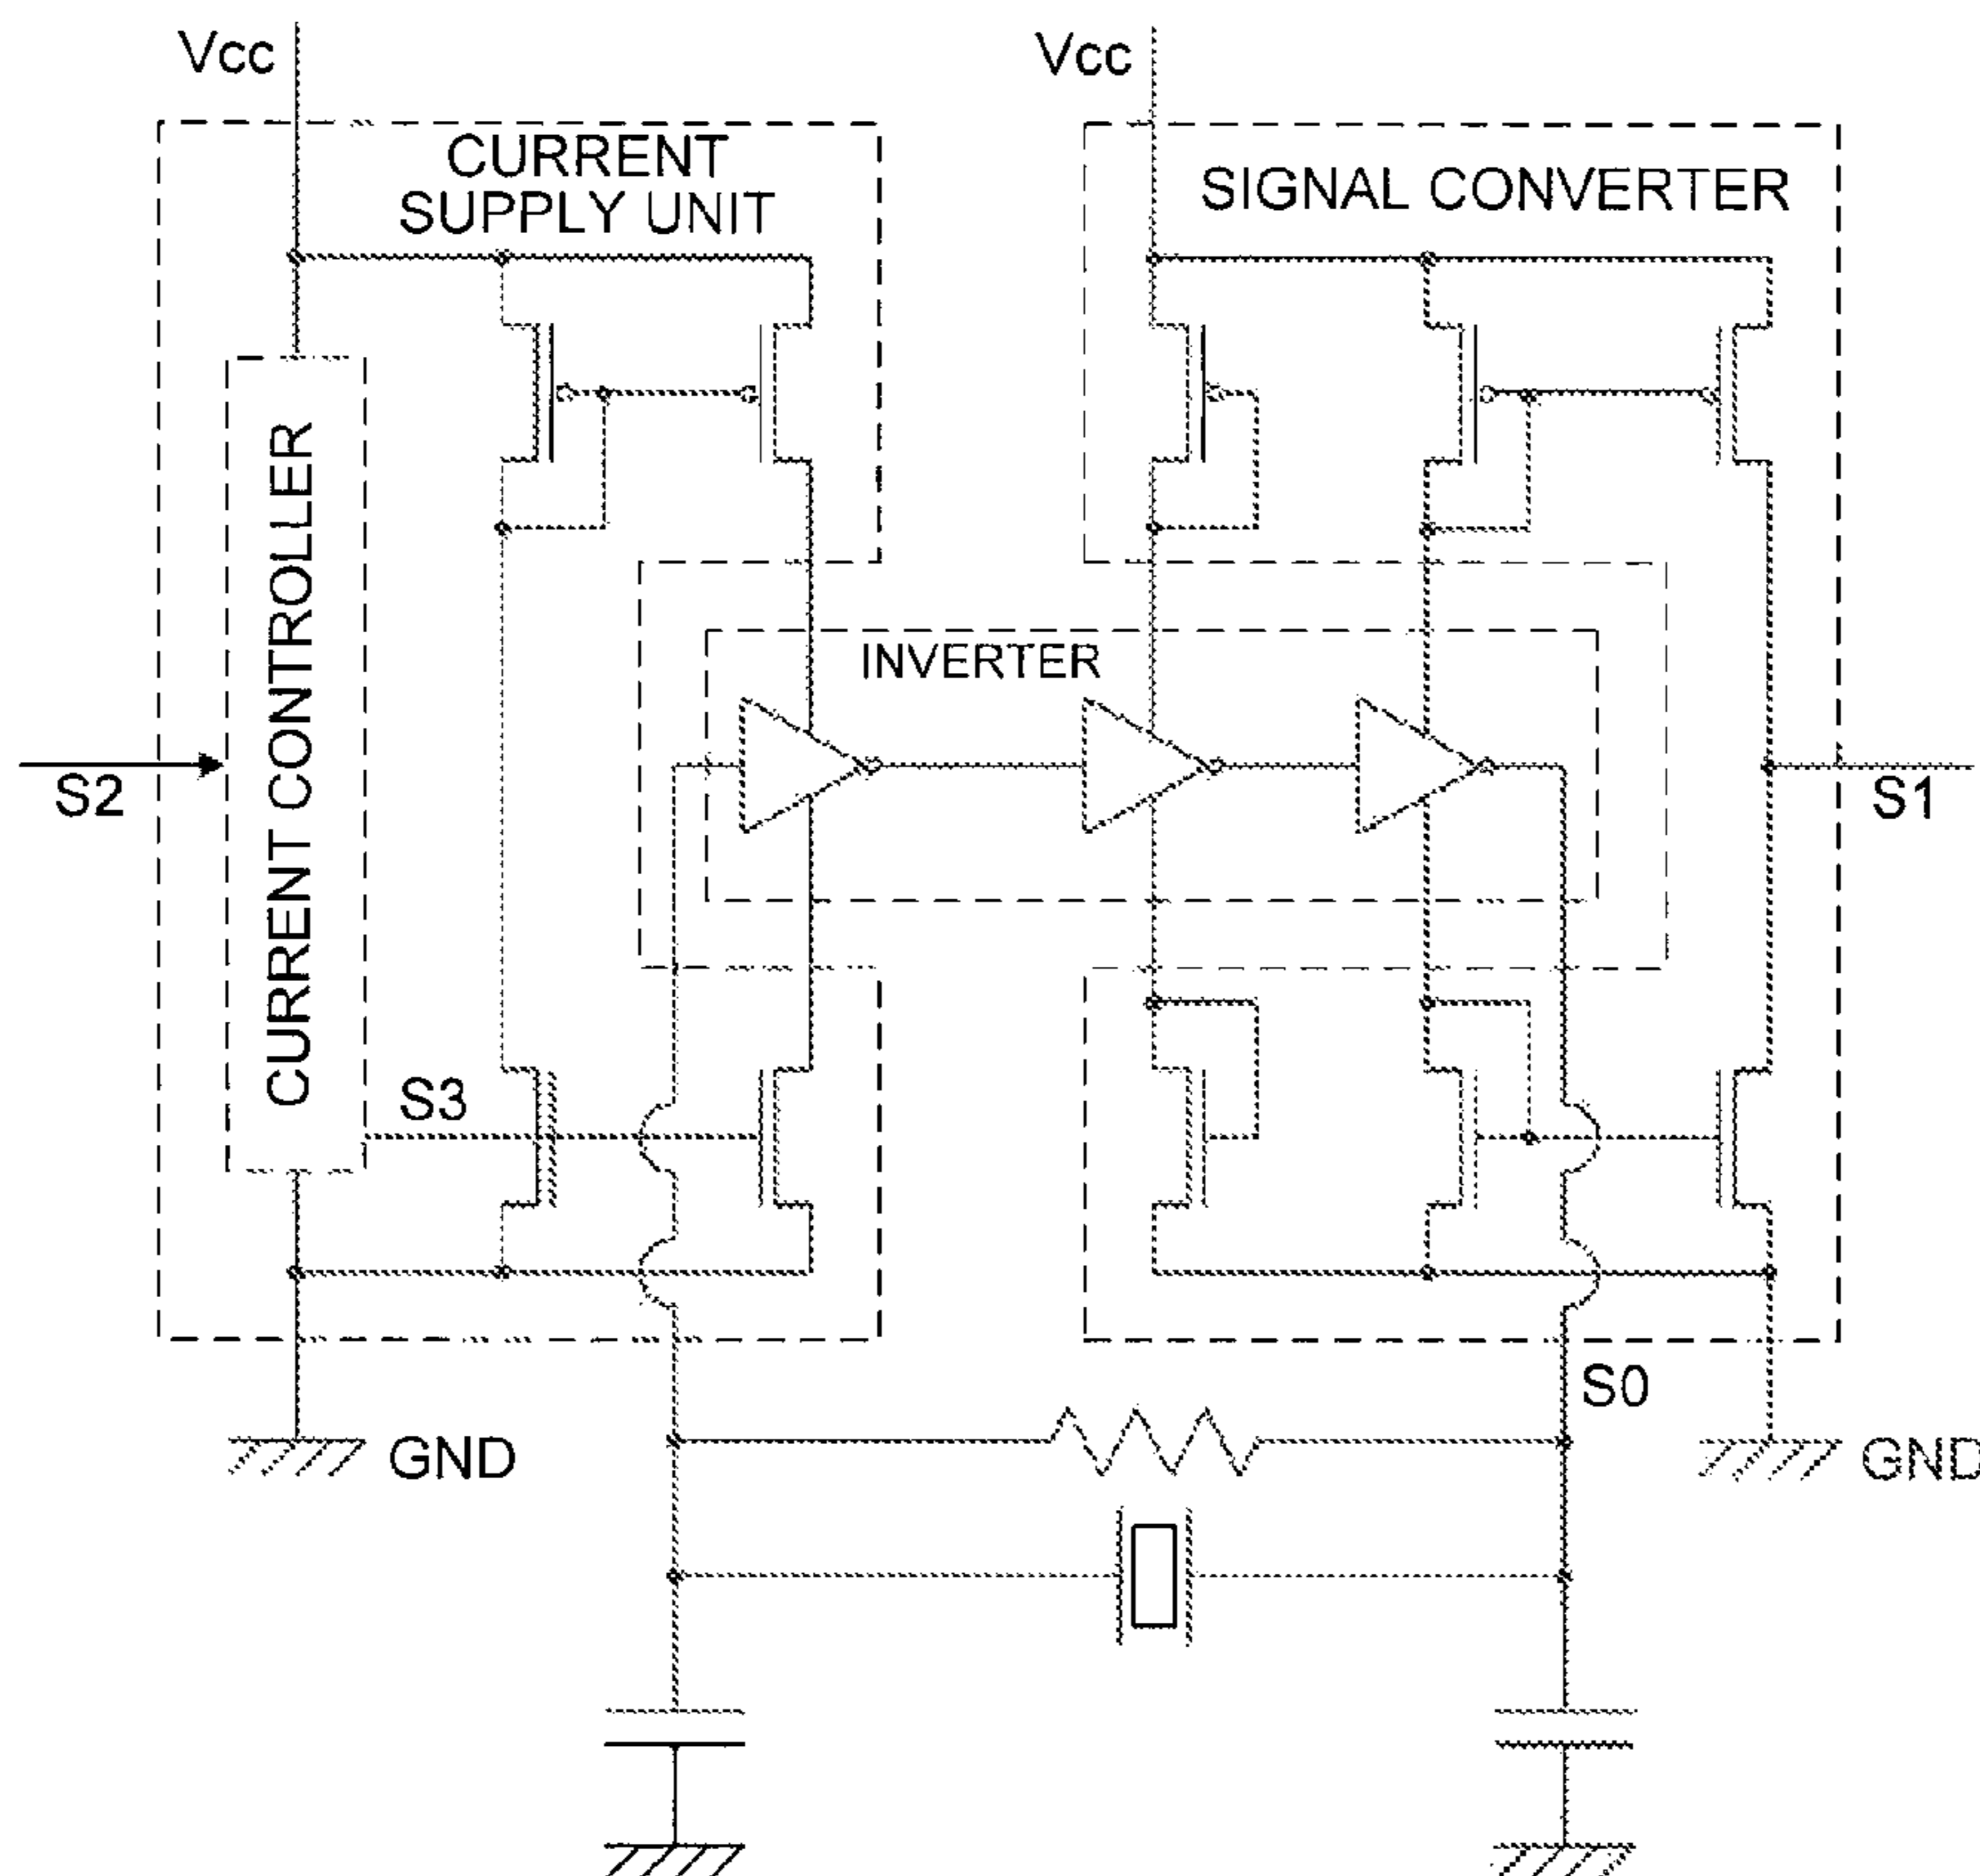 Vcc
Vcc
CURRENT
SUPPLY UNIT
SIGNAL CONVERTER
CURRENT CONTROLLER
INVERTER
S2
S1
S3
S0
GND
GND